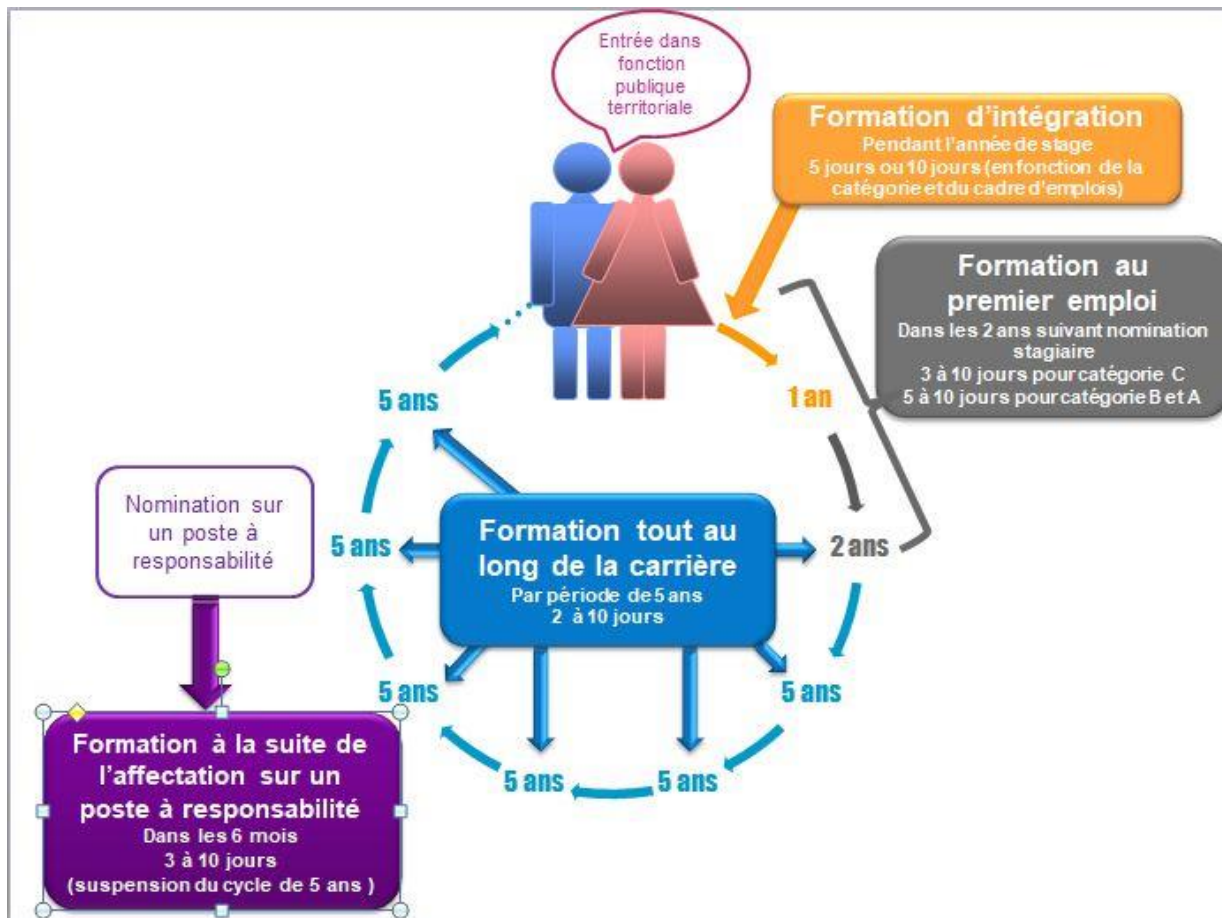 Entrée dans
fonction
publique
territoriale
Formation d'intégration
Pendant l'année de stage
5 jours ou 10 jours (en fonction de la
catégorie et du cadre d'emplois)
Formation au
premier emploi
Dans les 2 ans suivant nomination
stagiaire
3 à 10 jours pour catégorie C
5 à 10 jours pour catégorie B et A
1 an
2 ans
5 ans
5 ans
5 ans
5 ans
5 ans
5 ans
Formation tout au
long de la carrière
Par période de 5 ans
2 à 10 jours
Nomination sur
un poste à
responsabilité
Formation à la suite de
l'affectation sur un
poste à responsabilité
Dans les 6 mois
3 à 10 jours
(suspension du cycle de 5 ans )